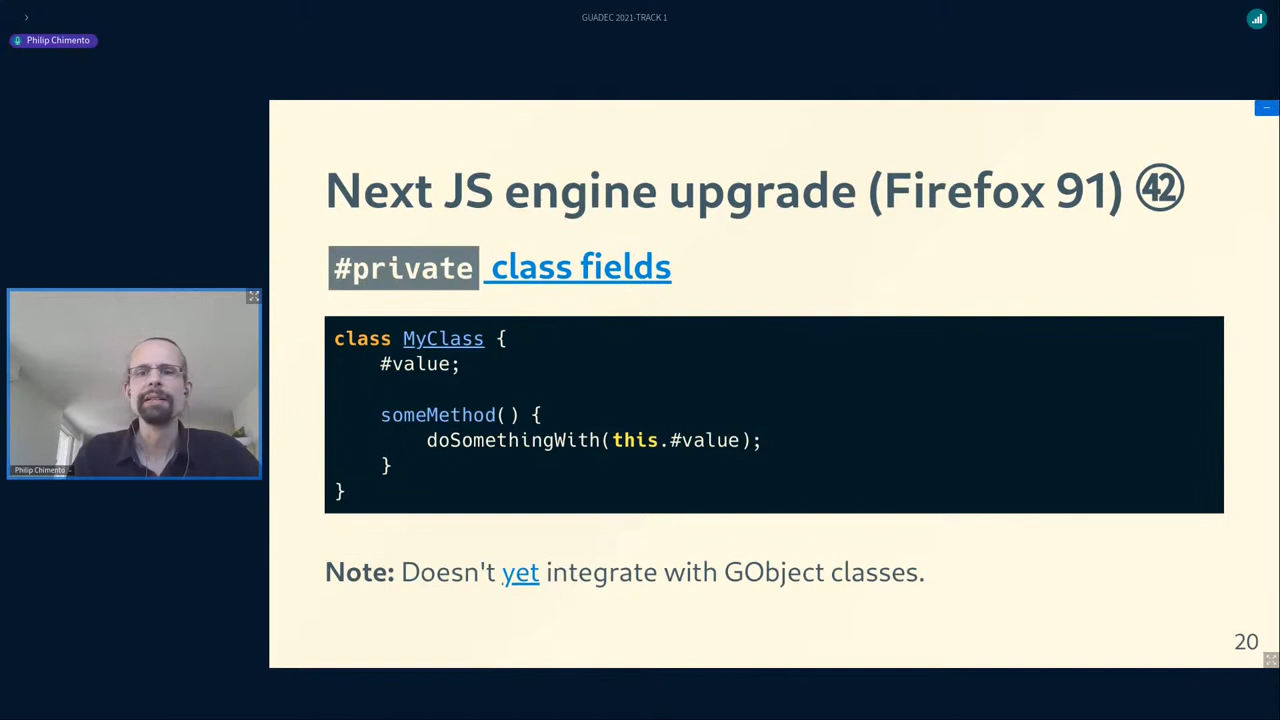 GUADEC 2021-TRACK 1
Philip Chimento
Next JS engine upgrade (Firefox 91) ㊷
#private class fields
class MyClass {
#value;
someMethod() {
doSomethingWith(this.#value);
}
}
Philip Chimento
Note: Doesn't yet integrate with GObject classes.
20